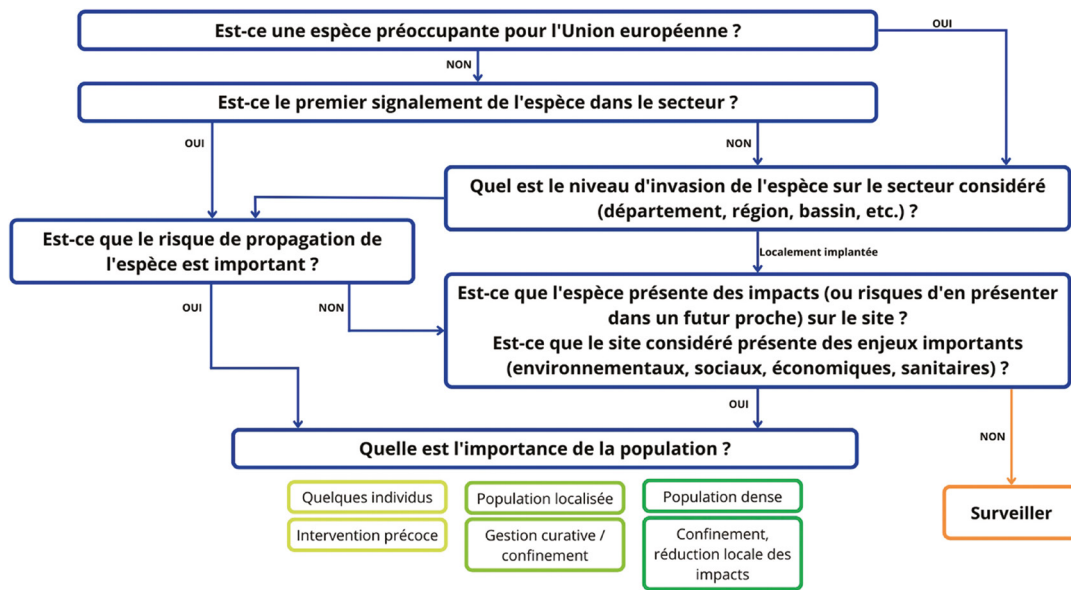 Est-ce une espèce préoccupante pour l'Union européenne ?
OUI
NON
Est-ce le premier signalement de l'espèce dans le secteur ?
OUI
NON
Quel est le niveau d'invasion de l'espèce sur le secteur considéré
(département, région, bassin, etc.) ?
Est-ce que le risque de propagation de
l'espèce est important ?
Localement implantée
OUI
NON
Est-ce que l'espèce présente des impacts (ou risques d'en présenter
dans un futur proche) sur le site ?
Est-ce que le site considéré présente des enjeux importants
(environnementaux, sociaux, économiques, sanitaires) ?
OUI
NON
Quelle est l'importance de la population ?
Quelques individus
Population localisée
Population dense
Intervention précoce
Gestion curative /
confinement
Confinement,
réduction locale des
impacts
Surveiller